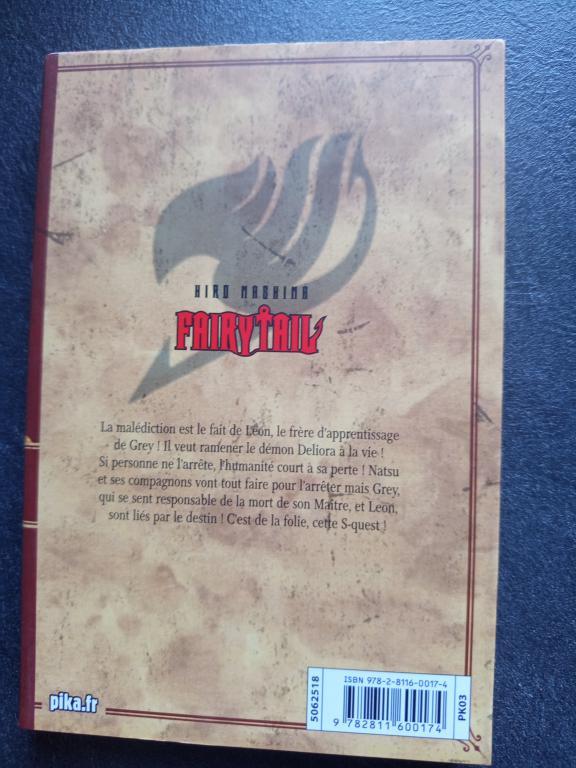 HIRO MASHIMA
FAIRY TAIL
La malédiction est le fait de Léon, le frère d'apprentissage
de Grey ! Il veut ramener le démon Deliora à la vie !
Si personne ne l'arrête, l'humanité court à sa perte ! Natsu
et ses compagnons vont tout faire pour l'arrêter mais Grey,
qui se sent responsable de la mort de son Maître, et Leon,
sont liés par le destin ! C'est de la folie, cette S-quest !
pika.fr
5062518
ISBN 978-2-8116-0017-4
9 782811 600174
PK03